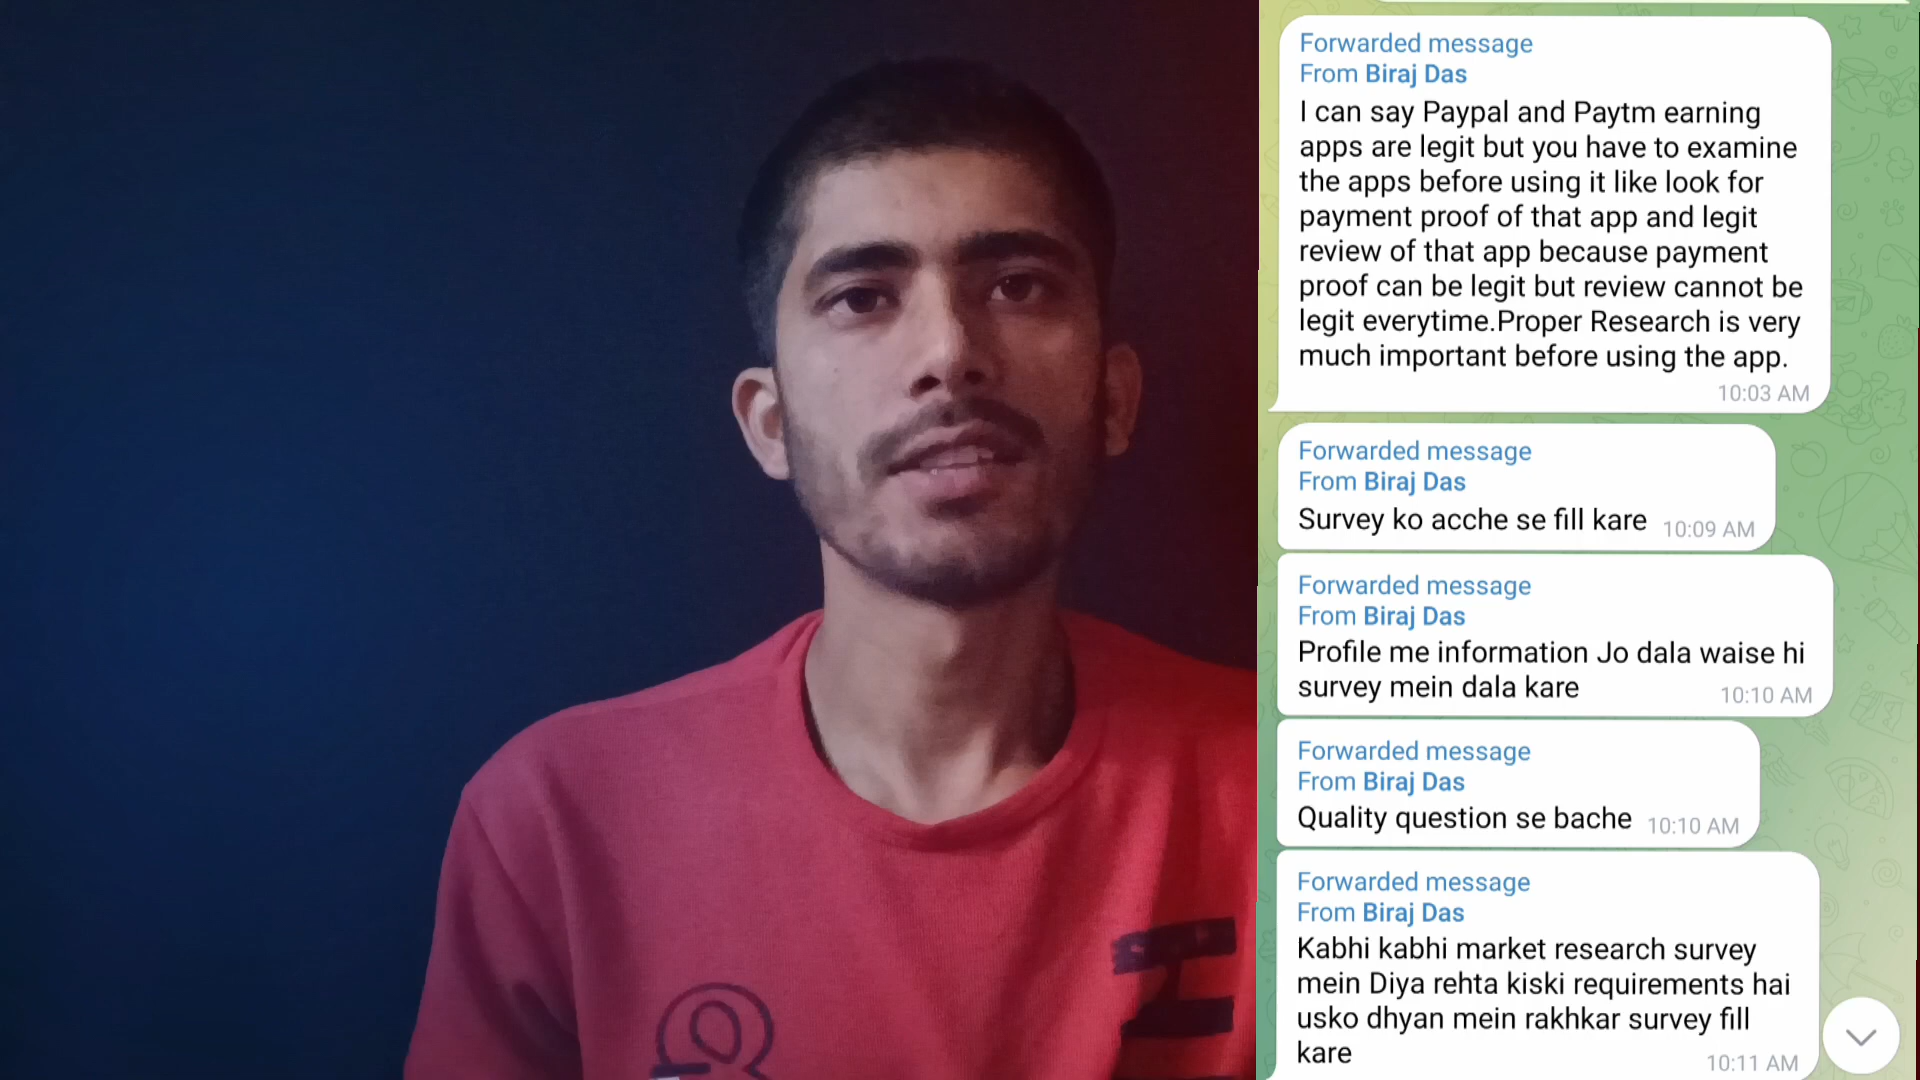 Forwarded message
From Biraj Das
I can say Paypal and Paytm earning
apps are legit but you have to examine
the apps before using it like look for
payment proof of that app and legit
review of that app because payment
proof can be legit but review cannot be
legit everytime.Proper Research is very
much important before using the app.
10:03 AM
Forwarded message
From Biraj Das
Survey ko acche se fill kare 10:09 AM
Forwarded message
From Biraj Das
Profile me information Jo dala waise hi
survey mein dala kare 10:10 AM
Forwarded message
From Biraj Das
Quality question se bache 10:10 AM
Forwarded message
From Biraj Das
Kabhi kabhi market research survey
mein Diya rehta kiski requirements hai
usko dhyan mein rakhkar survey fill
kare 10:11 AM